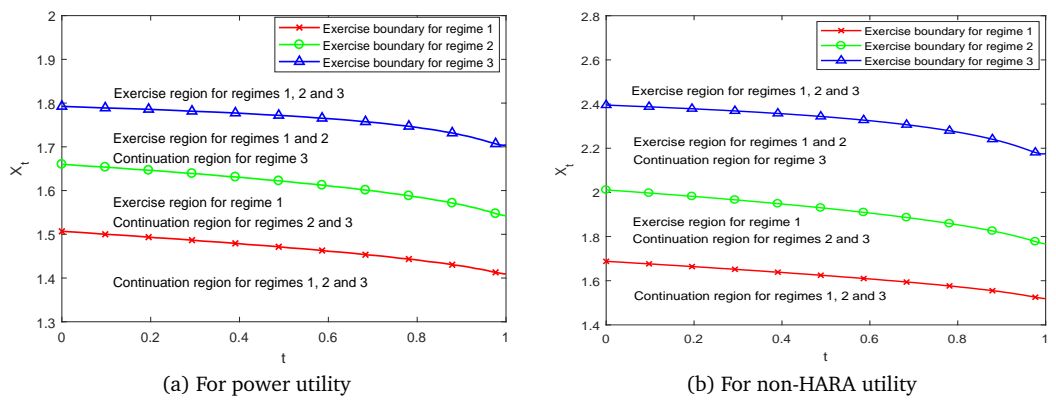 2
1.9
1.8
1.7
1.6
1.5
1.4
1.3
X_t
0 0.2 0.4 0.6 0.8 1
t
Exercise boundary for regime 1
Exercise boundary for regime 2
Exercise boundary for regime 3
Exercise region for regimes 1, 2 and 3
Exercise region for regimes 1 and 2
Continuation region for regime 3
Exercise region for regime 1
Continuation region for regimes 2 and 3
Continuation region for regimes 1, 2 and 3
(a) For power utility
2.8
2.6
2.4
2.2
2
1.8
1.6
1.4
X_t
0 0.2 0.4 0.6 0.8 1
t
Exercise boundary for regime 1
Exercise boundary for regime 2
Exercise boundary for regime 3
Exercise region for regimes 1, 2 and 3
Exercise region for regimes 1 and 2
Continuation region for regime 3
Exercise region for regime 1
Continuation region for regimes 2 and 3
Continuation region for regimes 1, 2 and 3
(b) For non-HARA utility